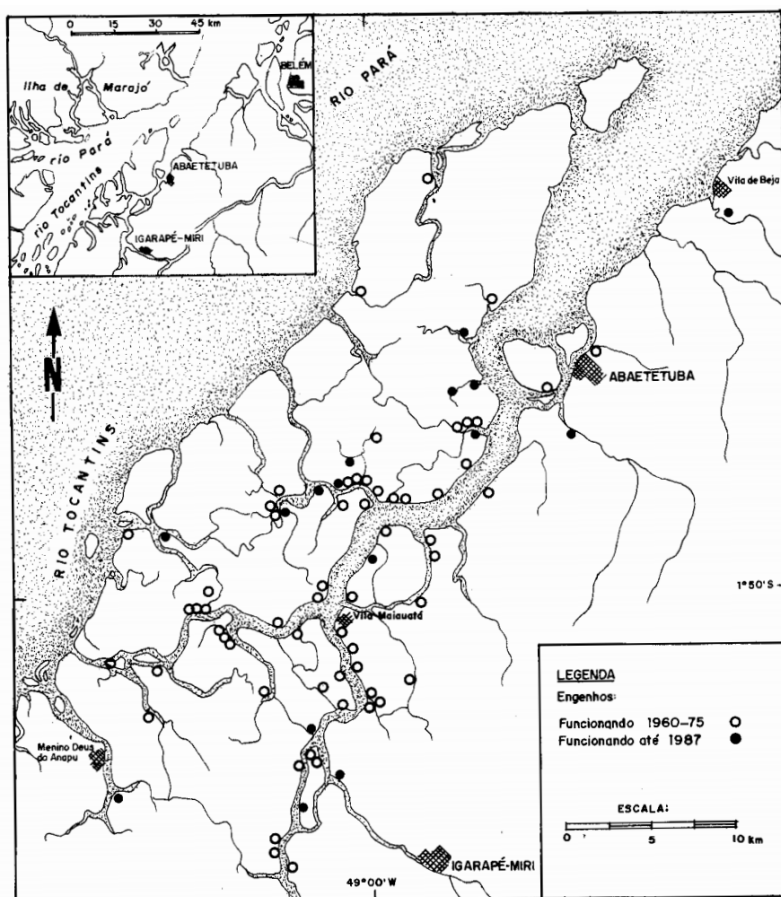 0 15 30 45 km
Ilha de Marajó
BELÉM
rio Pará
ABAETETUBA
rio Tocantins
IGARAPÉ-MIRI
RIO PARÁ
Vila de Beja
N
ABAETETUBA
RIO TOCANTINS
1°50'S
Vila Maiauatá
Menino Deus
do Anapu
IGARAPÉ-MIRI
49°00'W
LEGENDA
Engenhos:
Funcionando 1960-75
Funcionando até 1987
ESCALA:
0 5 10 km